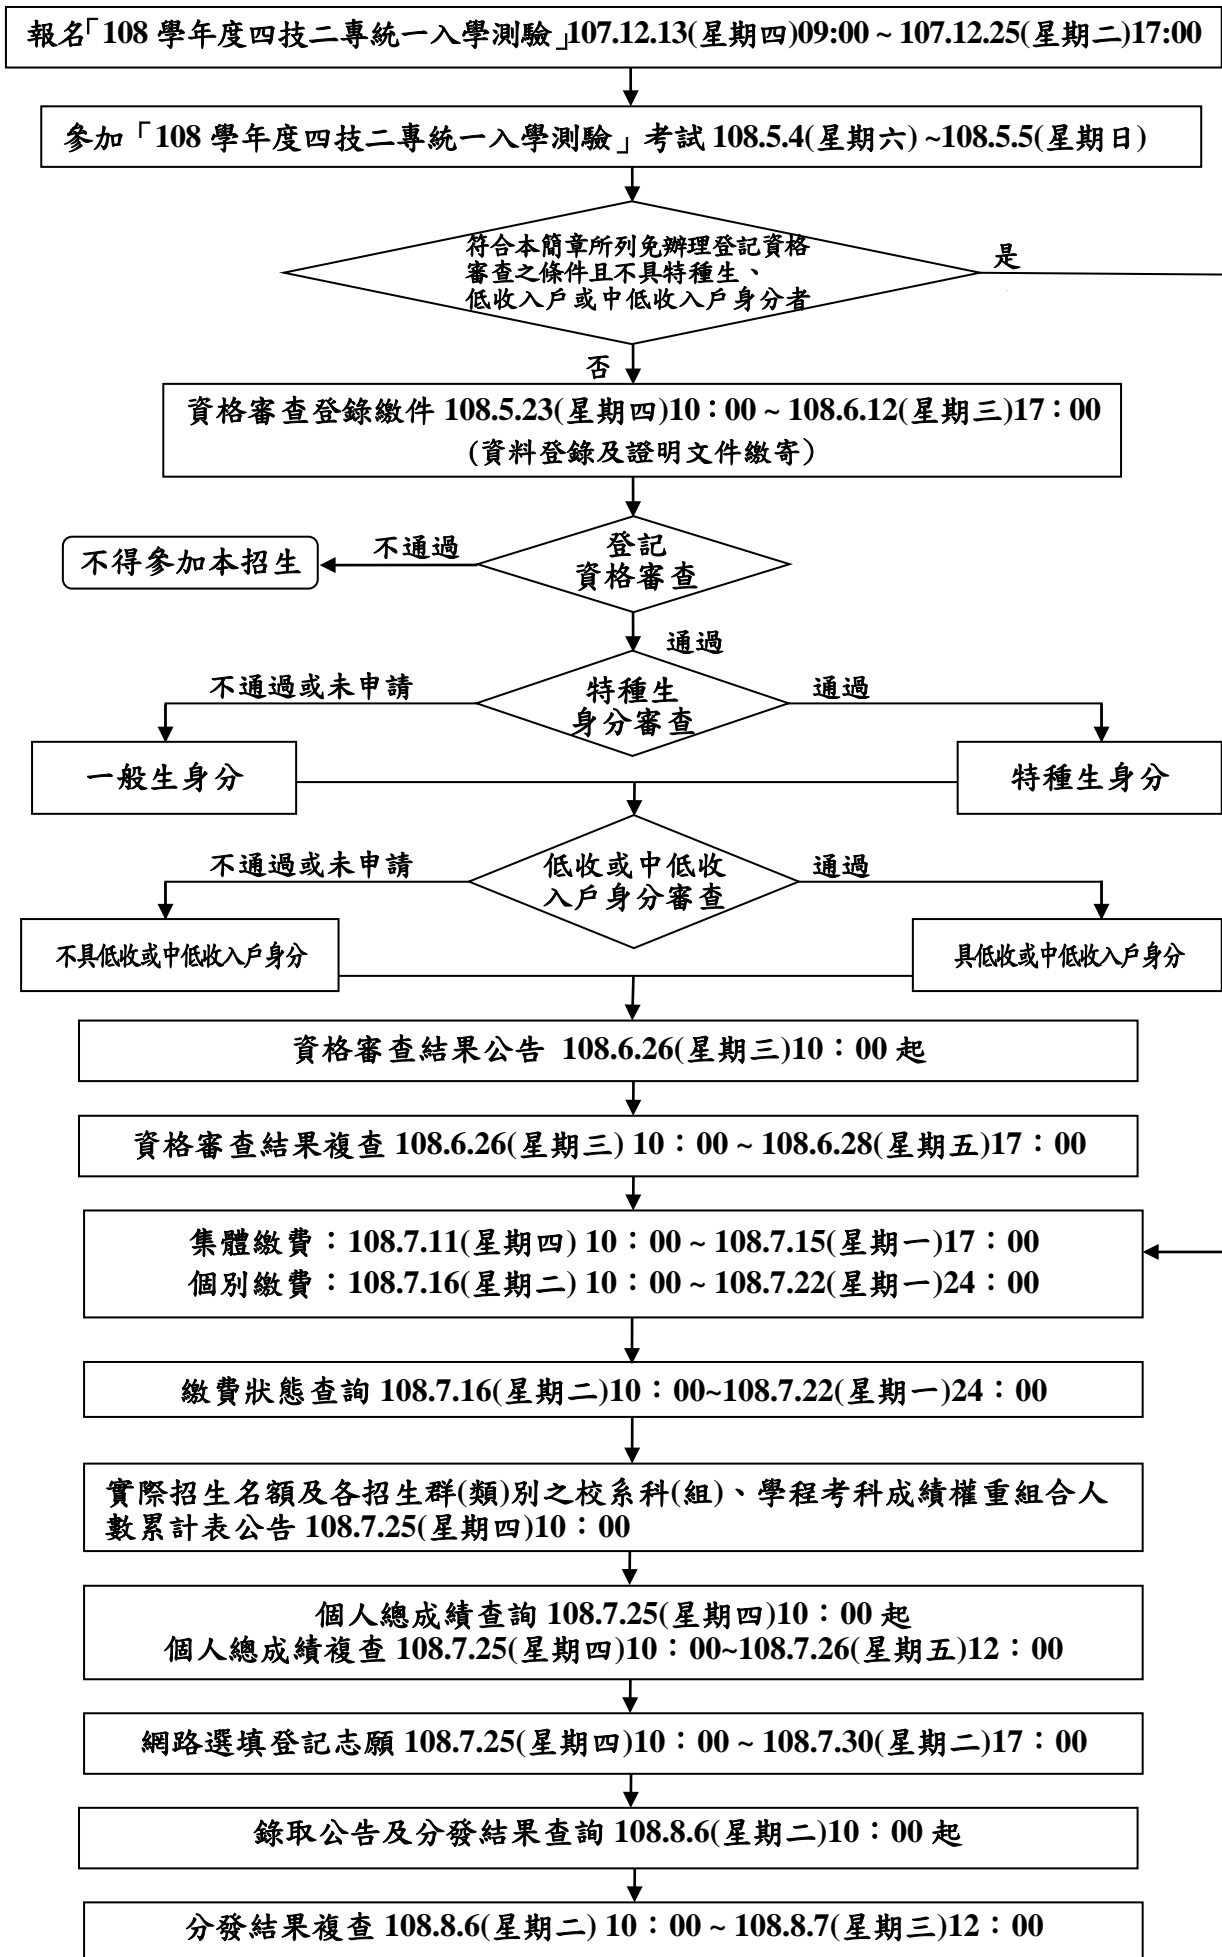 報名「108 學年度四技二專統一入學測驗」107.12.13(星期四)09:00 ~ 107.12.25(星期二)17:00
參加「108 學年度四技二專統一入學測驗」考試 108.5.4(星期六) ~108.5.5(星期日)
符合本簡章所列免辦理登記資格
審查之條件且不具特種生、
低收入戶或中低收入戶身分者
是
否
資格審查登錄繳件 108.5.23(星期四)10：00 ~ 108.6.12(星期三)17：00
(資料登錄及證明文件繳寄)
登記
資格審查
不通過
不得參加本招生
通過
特種生
身分審查
不通過或未申請
通過
一般生身分
特種生身分
低收或中低收
入戶身分審查
不通過或未申請
通過
不具低收或中低收入戶身分
具低收或中低收入戶身分
資格審查結果公告 108.6.26(星期三)10：00 起
資格審查結果複查 108.6.26(星期三) 10：00 ~ 108.6.28(星期五)17：00
集體繳費：108.7.11(星期四) 10：00 ~ 108.7.15(星期一)17：00
個別繳費：108.7.16(星期二) 10：00 ~ 108.7.22(星期一)24：00
繳費狀態查詢 108.7.16(星期二)10：00~108.7.22(星期一)24：00
實際招生名額及各招生群(類)別之校系科(組)、學程考科成績權重組合人
數累計表公告 108.7.25(星期四)10：00
個人總成績查詢 108.7.25(星期四)10：00 起
個人總成績複查 108.7.25(星期四)10：00~108.7.26(星期五)12：00
網路選填登記志願 108.7.25(星期四)10：00 ~ 108.7.30(星期二)17：00
錄取公告及分發結果查詢 108.8.6(星期二)10：00 起
分發結果複查 108.8.6(星期二) 10：00 ~ 108.8.7(星期三)12：00